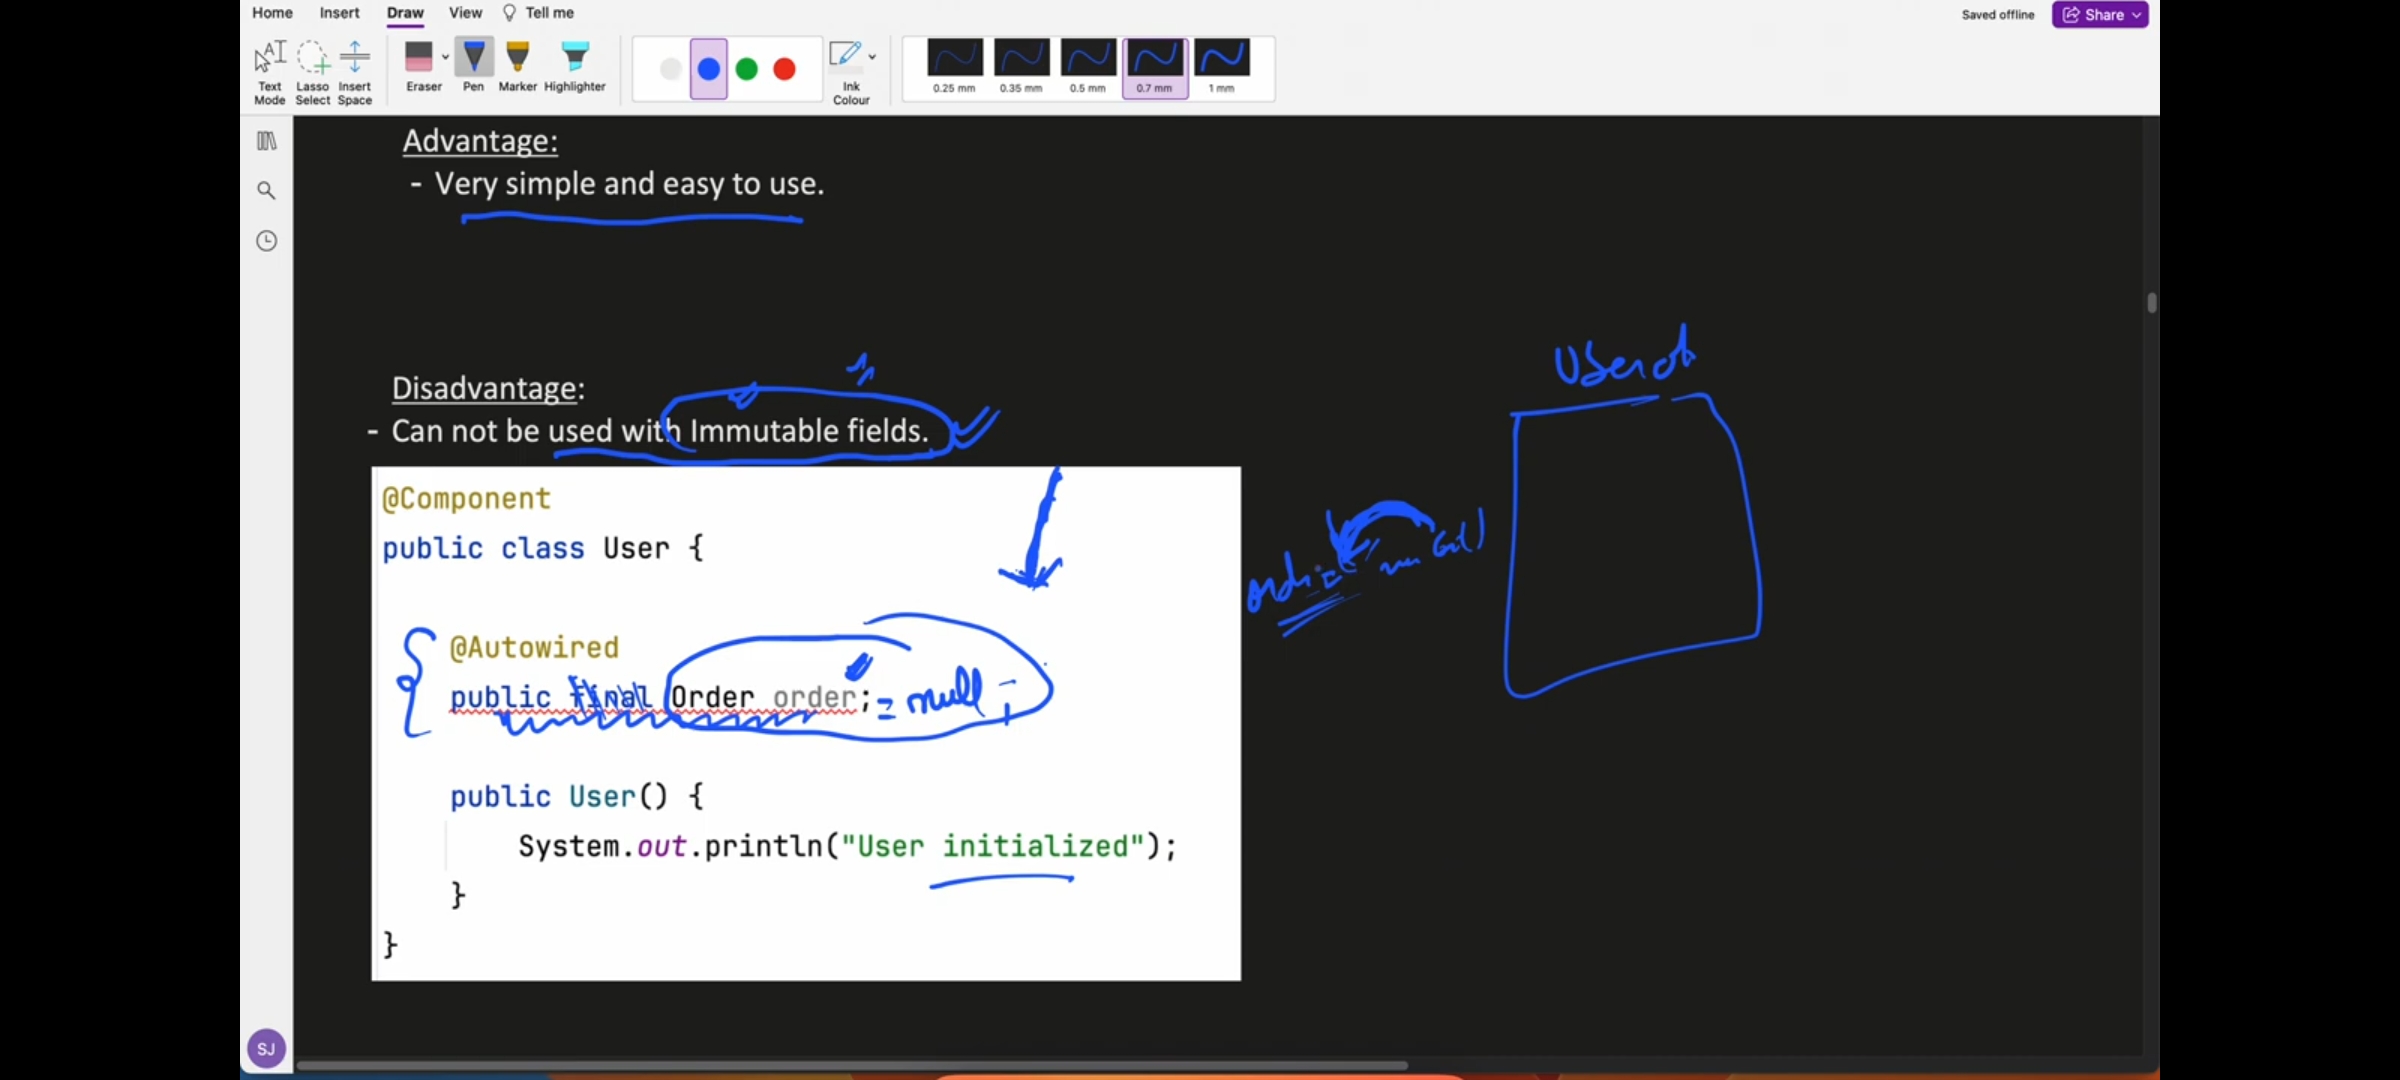 Home Insert Draw View Tell me
Saved offline Share
Text Mode Lasso Select Insert Space Eraser Pen Marker Highlighter Ink Colour 0.25 mm 0.35 mm 0.5 mm 0.7 mm 1 mm
Advantage:
- Very simple and easy to use.
User ob
Disadvantage:
- Can not be used with Immutable fields.
@Component
public class User {
@Autowired
public final Order order; = null;
public User() {
System.out.println("User initialized");
}
}
SJ